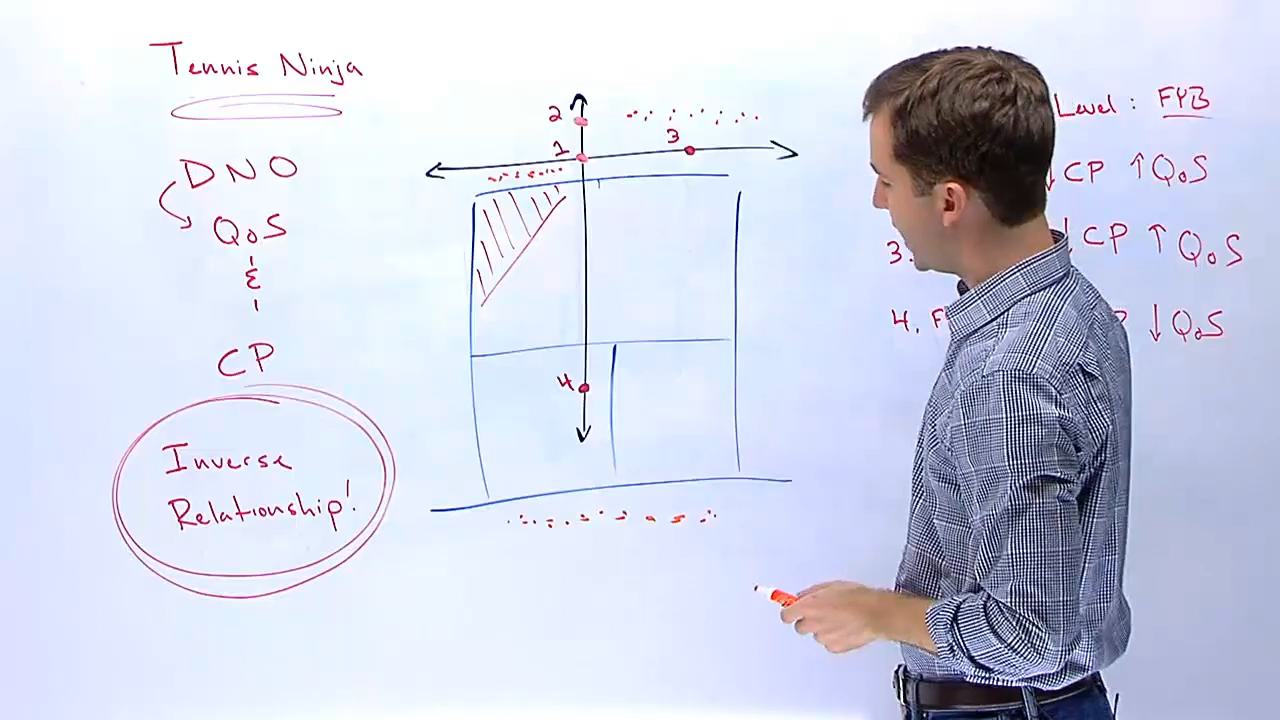 Tennis Ninja
DNO
QoS
&
CP
Inverse
Relationship!
2
1
3
4
Level: FYB
↓ CP ↑ QoS
3. ↓ CP ↑ QoS
4. F ↓ QoS